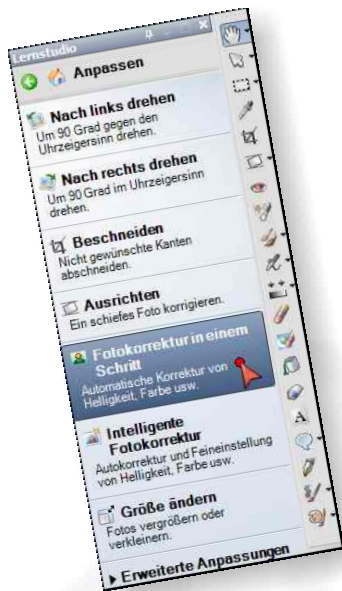 Lernstudio
Anpassen
Nach links drehen
Um 90 Grad gegen den
Uhrzeigersinn drehen.
Nach rechts drehen
Um 90 Grad im Uhrzeigersinn
drehen.
Beschneiden
Nicht gewünschte Kanten
abschneiden.
Ausrichten
Ein schiefes Foto korrigieren.
Fotokorrektur in einem
Schritt
Automatische Korrektur von
Helligkeit, Farbe usw.
Intelligente
Fotokorrektur
Autokorrektur und Feineinstellung
von Helligkeit, Farbe usw.
Größe ändern
Fotos vergrößern oder
verkleinern.
Erweiterte Anpassungen
A